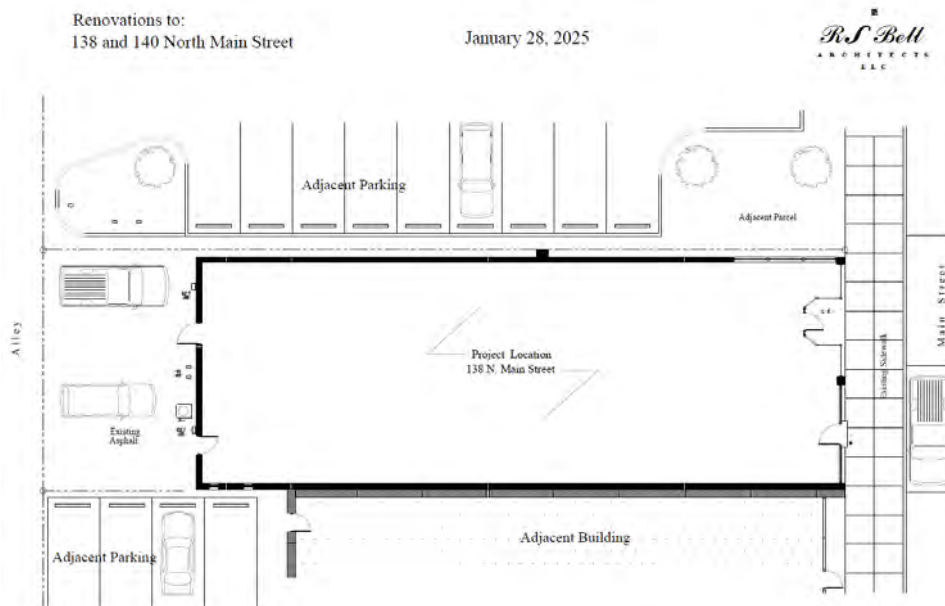 Renovations to:
138 and 140 North Main Street
January 28, 2025
RS Bell
ARCHITECTS
LLC
Adjacent Parking
Adjacent Parcel
Alley
Main Street
Project Location
138 N. Main Street
Existing Sidewalk
Existing
Asphalt
Adjacent Parking
Adjacent Building